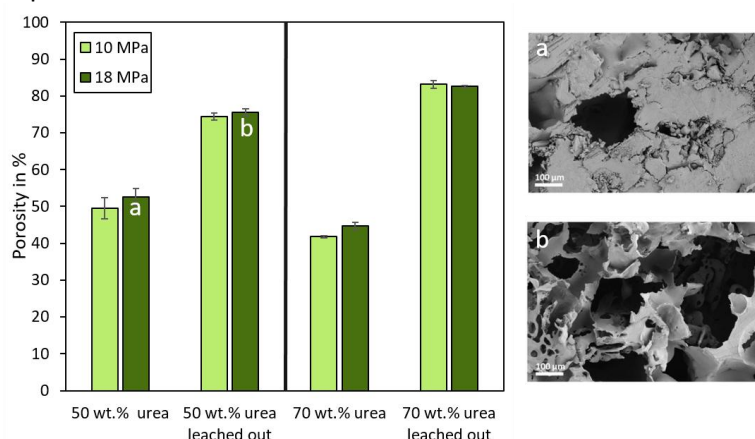 100
90
80
70
60
50
40
30
20
10
0
Porosity in %
10 MPa
18 MPa
a
b
50 wt.% urea
50 wt.% urea
leached out
70 wt.% urea
70 wt.% urea
leached out
a
100 µm
b
100 µm